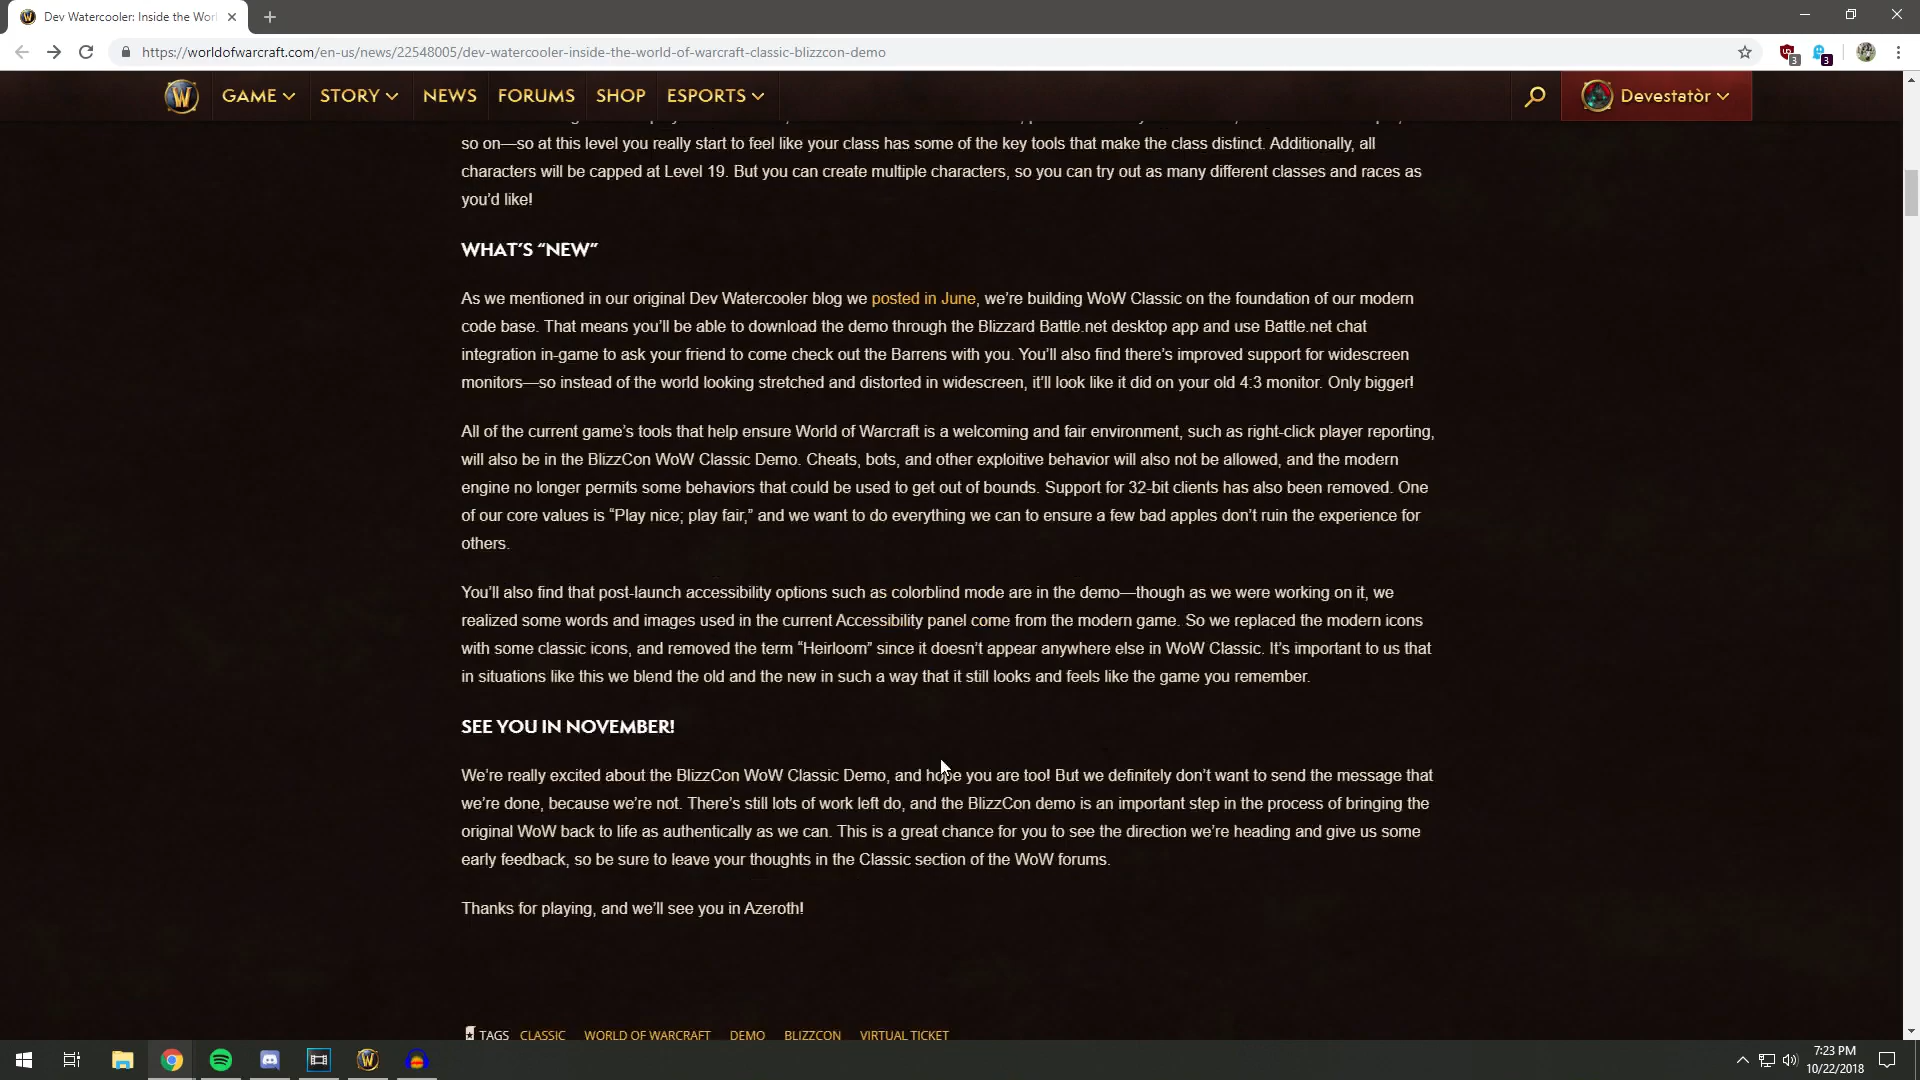 Dev Watercooler: Inside the Worl
https://worldofwarcraft.com/en-us/news/22548005/dev-watercooler-inside-the-world-of-warcraft-classic-blizzcon-demo
3
3
W GAME STORY NEWS FORUMS SHOP ESPORTS Devestatòr
so on—so at this level you really start to feel like your class has some of the key tools that make the class distinct. Additionally, all
characters will be capped at Level 19. But you can create multiple characters, so you can try out as many different classes and races as
you’d like!
WHAT’S “NEW”
As we mentioned in our original Dev Watercooler blog we posted in June, we’re building WoW Classic on the foundation of our modern
code base. That means you’ll be able to download the demo through the Blizzard Battle.net desktop app and use Battle.net chat
integration in-game to ask your friend to come check out the Barrens with you. You’ll also find there’s improved support for widescreen
monitors—so instead of the world looking stretched and distorted in widescreen, it’ll look like it did on your old 4:3 monitor. Only bigger!
All of the current game’s tools that help ensure World of Warcraft is a welcoming and fair environment, such as right-click player reporting,
will also be in the BlizzCon WoW Classic Demo. Cheats, bots, and other exploitive behavior will also not be allowed, and the modern
engine no longer permits some behaviors that could be used to get out of bounds. Support for 32-bit clients has also been removed. One
of our core values is “Play nice; play fair,” and we want to do everything we can to ensure a few bad apples don’t ruin the experience for
others.
You’ll also find that post-launch accessibility options such as colorblind mode are in the demo—though as we were working on it, we
realized some words and images used in the current Accessibility panel come from the modern game. So we replaced the modern icons
with some classic icons, and removed the term “Heirloom” since it doesn’t appear anywhere else in WoW Classic. It’s important to us that
in situations like this we blend the old and the new in such a way that it still looks and feels like the game you remember.
SEE YOU IN NOVEMBER!
We’re really excited about the BlizzCon WoW Classic Demo, and hope you are too! But we definitely don’t want to send the message that
we’re done, because we’re not. There’s still lots of work left do, and the BlizzCon demo is an important step in the process of bringing the
original WoW back to life as authentically as we can. This is a great chance for you to see the direction we’re heading and give us some
early feedback, so be sure to leave your thoughts in the Classic section of the WoW forums.
Thanks for playing, and we’ll see you in Azeroth!
TAGS CLASSIC WORLD OF WARCRAFT DEMO BLIZZCON VIRTUAL TICKET
7:23 PM
10/22/2018